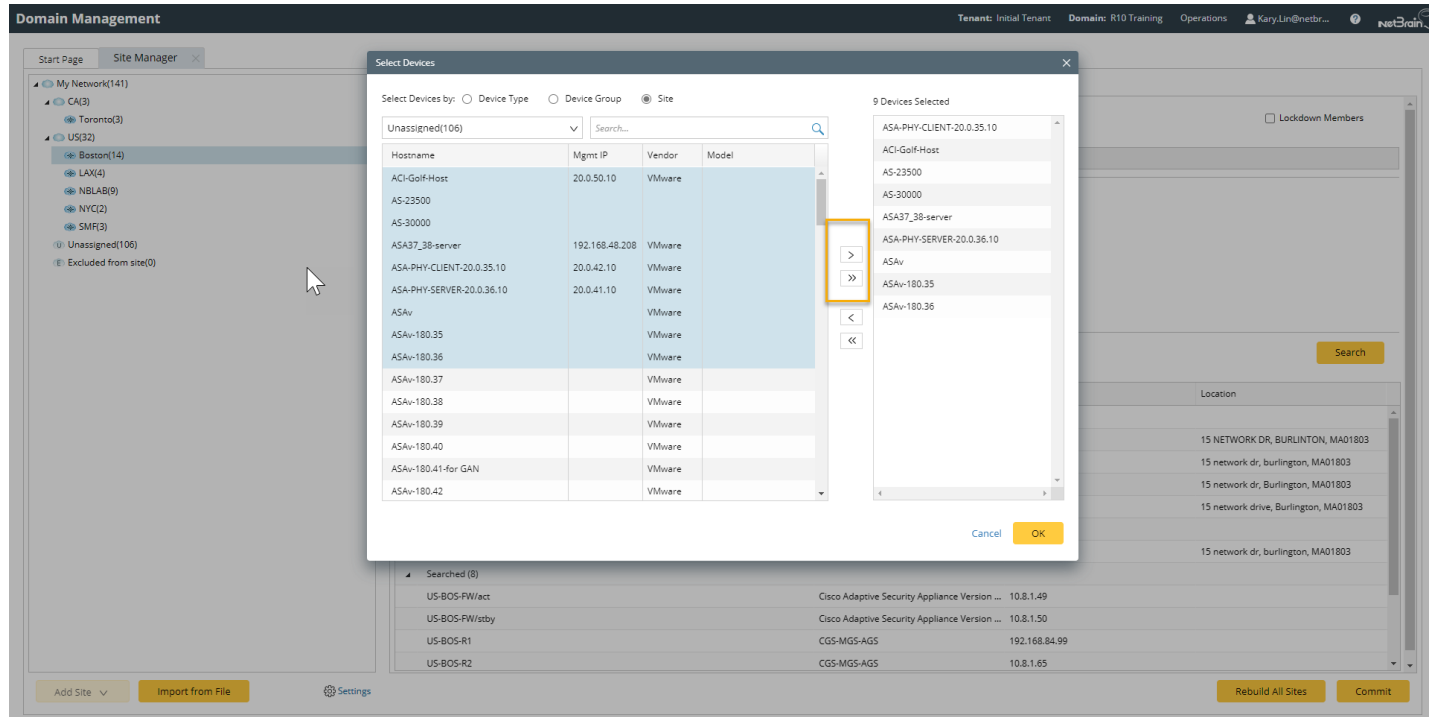 Domain Management
Tenant: Initial Tenant Domain: R10 Training Operations Kary.Lin@netbr... ? NetBrain
Start Page Site Manager
My Network(141)
CA(3)
Toronto(3)
US(32)
Boston(14)
LAX(4)
NBLAB(9)
NYC(2)
SMF(3)
Unassigned(106)
Excluded from site(0)
Add Site Import from File Settings
Select Devices
Select Devices by: Device Type Device Group Site
Unassigned(106) Search...
Hostname Mgmt IP Vendor Model
ACI-Golf-Host 20.0.50.10 VMware
AS-23500
AS-30000
ASA37_38-server 192.168.48.208 VMware
ASA-PHY-CLIENT-20.0.35.10 20.0.42.10 VMware
ASA-PHY-SERVER-20.0.36.10 20.0.41.10 VMware
ASAv VMware
ASAv-180.35 VMware
ASAv-180.36 VMware
ASAv-180.37 VMware
ASAv-180.38 VMware
ASAv-180.39 VMware
ASAv-180.40 VMware
ASAv-180.41-for GAN VMware
ASAv-180.42 VMware
>
»
<
«
9 Devices Selected
ASA-PHY-CLIENT-20.0.35.10
ACI-Golf-Host
AS-23500
AS-30000
ASA37_38-server
ASA-PHY-SERVER-20.0.36.10
ASAv
ASAv-180.35
ASAv-180.36
Cancel OK
Lockdown Members
Search
Location
15 NETWORK DR, BURLINTON, MA01803
15 network dr, burlington, MA01803
15 network dr, Burlington, MA01803
15 network drive, Burlington, MA01803
15 network dr, burlington, MA01803
Searched (8)
US-BOS-FW/act Cisco Adaptive Security Appliance Version ... 10.8.1.49
US-BOS-FW/stby Cisco Adaptive Security Appliance Version ... 10.8.1.50
US-BOS-R1 CGS-MGS-AGS 192.168.84.99
US-BOS-R2 CGS-MGS-AGS 10.8.1.65
Rebuild All Sites Commit